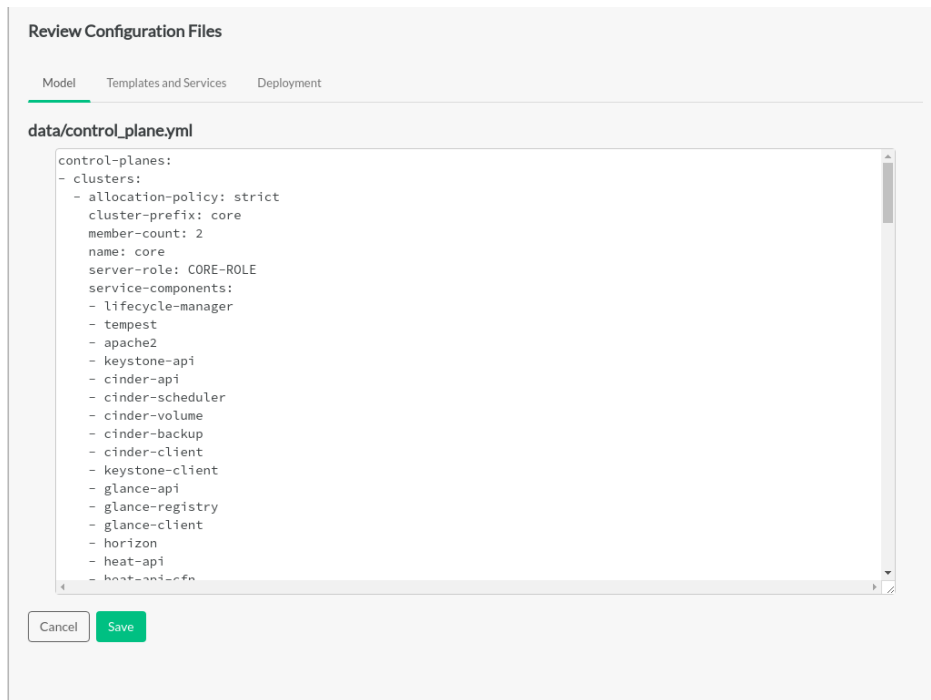 Review Configuration Files
Model Templates and Services Deployment
data/control_plane.yml
control-planes:
- clusters:
  - allocation-policy: strict
    cluster-prefix: core
    member-count: 2
    name: core
    server-role: CORE-ROLE
    service-components:
    - lifecycle-manager
    - tempest
    - apache2
    - keystone-api
    - cinder-api
    - cinder-scheduler
    - cinder-volume
    - cinder-backup
    - cinder-client
    - keystone-client
    - glance-api
    - glance-registry
    - glance-client
    - horizon
    - heat-api
    - heat-api-cfn
Cancel Save